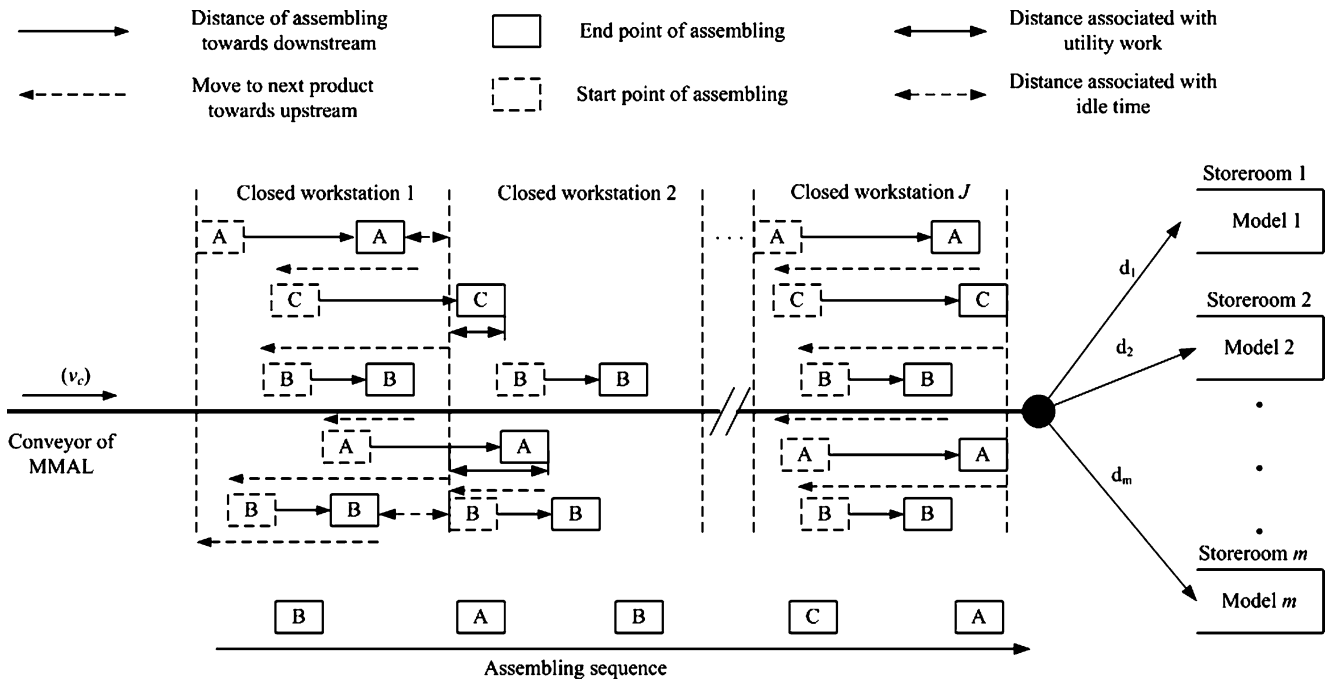 Distance of assembling
towards downstream
End point of assembling
Distance associated with
utility work
Move to next product
towards upstream
Start point of assembling
Distance associated with
idle time
Closed workstation 1
Closed workstation 2
Closed workstation J
Storeroom 1
Model 1
A A . . . . A A
d1
C C C C
Storeroom 2
Model 2
d2
(vc)
B B B B B B
Conveyor of
MMAL
A A A A
dm
B B B B B B
Storeroom m
Model m
B A B C A
Assembling sequence